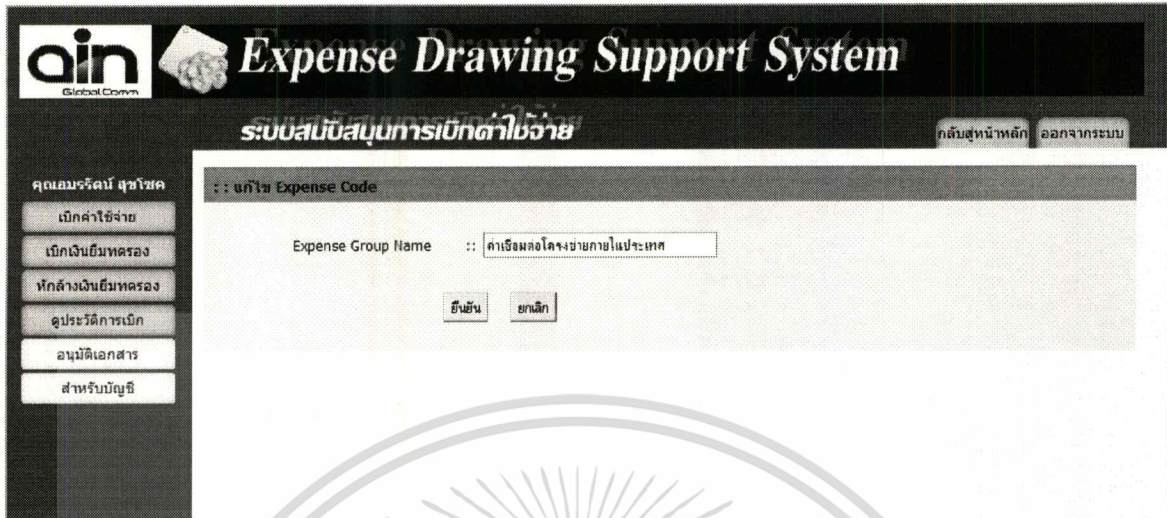 ain
GlobalComm
Expense Drawing Support System
ระบบสนับสนุนการเบิกค่าใช้จ่าย
กลับสู่หน้าหลัก
ออกจากระบบ
คุณอมรรัตน์ สุขโชค
เบิกค่าใช้จ่าย
เบิกเงินยืมทดรอง
หักล้างเงินยืมทดรอง
ดูประวัติการเบิก
อนุมัติเอกสาร
สำหรับบัญชี
:: แก้ไข Expense Code
Expense Group Name :: ค่าเชื่อมต่อโครงข่ายภายในประเทศ
ยืนยัน
ยกเลิก